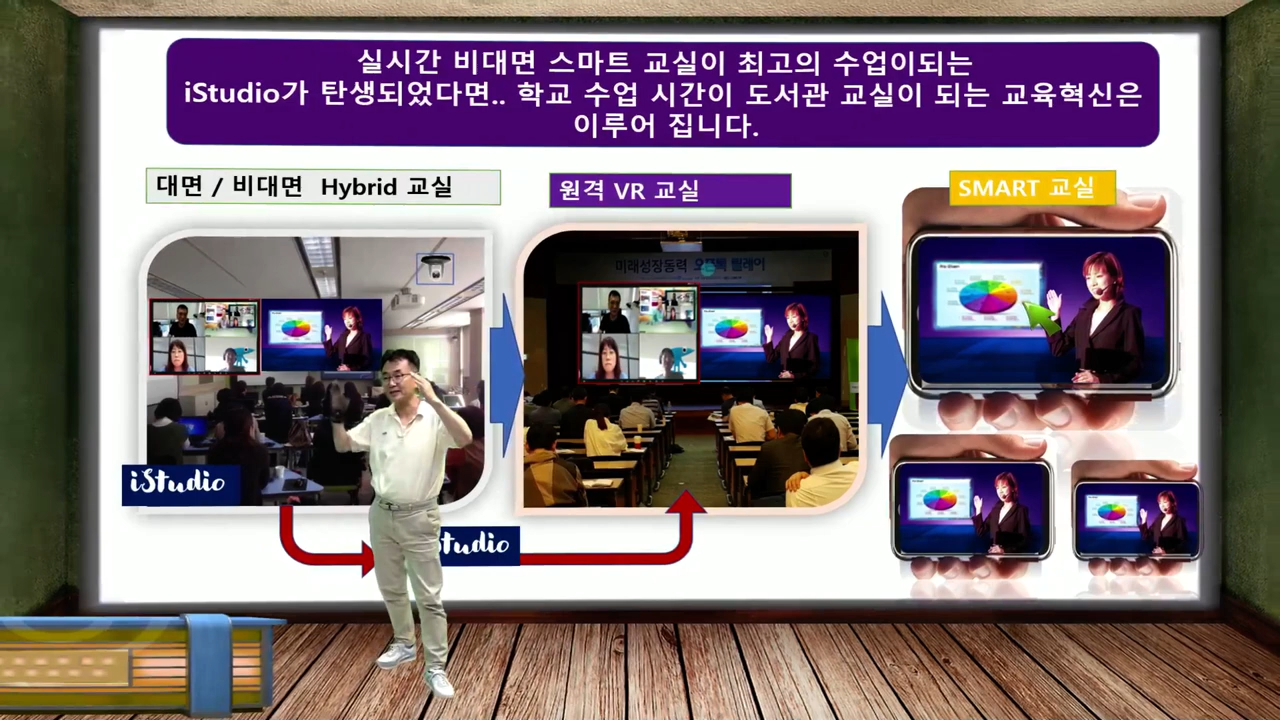 실시간 비대면 스마트 교실이 최고의 수업이되는
iStudio가 탄생되었다면.. 학교 수업 시간이 도서관 교실이 되는 교육혁신은
이루어 집니다.
대면 / 비대면 Hybrid 교실
원격 VR 교실
SMART 교실
미래성장동력
iStudio
tudio